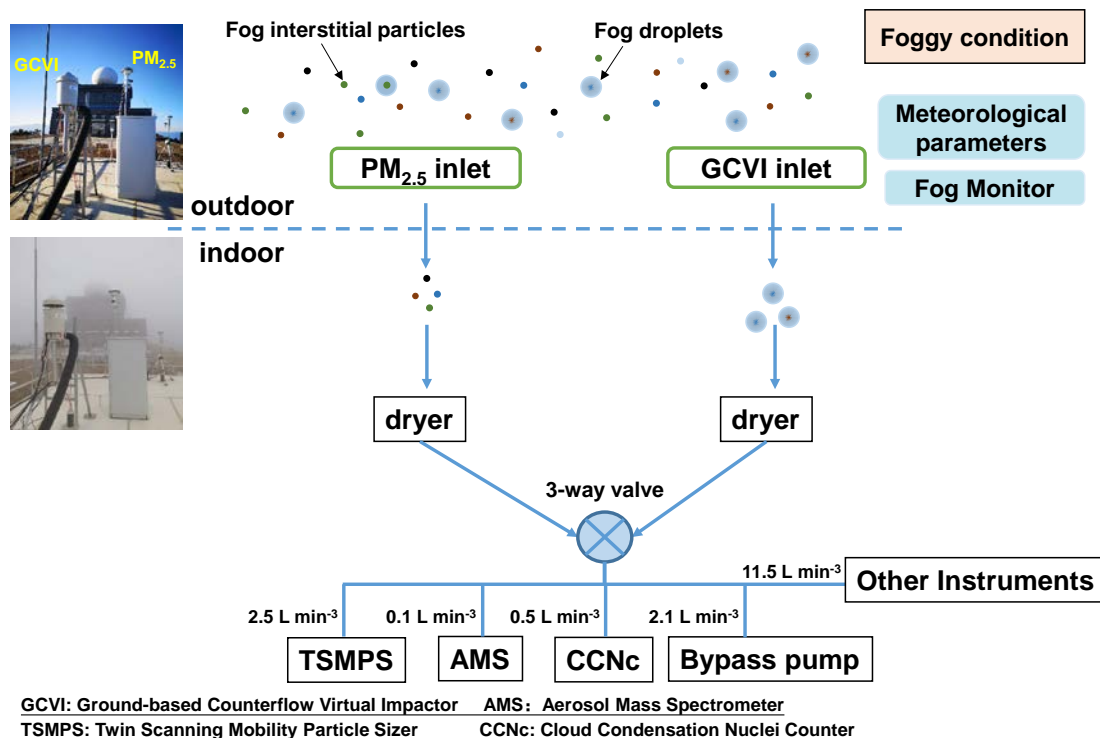 GCVI
PM2.5
Fog interstitial particles
Fog droplets
Foggy condition
Meteorological
parameters
Fog Monitor
PM2.5 inlet
GCVI inlet
outdoor
indoor
dryer
dryer
3-way valve
11.5 L min-3
Other Instruments
2.5 L min-3
0.1 L min-3
0.5 L min-3
2.1 L min-3
TSMPS
AMS
CCNc
Bypass pump
GCVI: Ground-based Counterflow Virtual Impactor AMS：Aerosol Mass Spectrometer
TSMPS: Twin Scanning Mobility Particle Sizer CCNc: Cloud Condensation Nuclei Counter